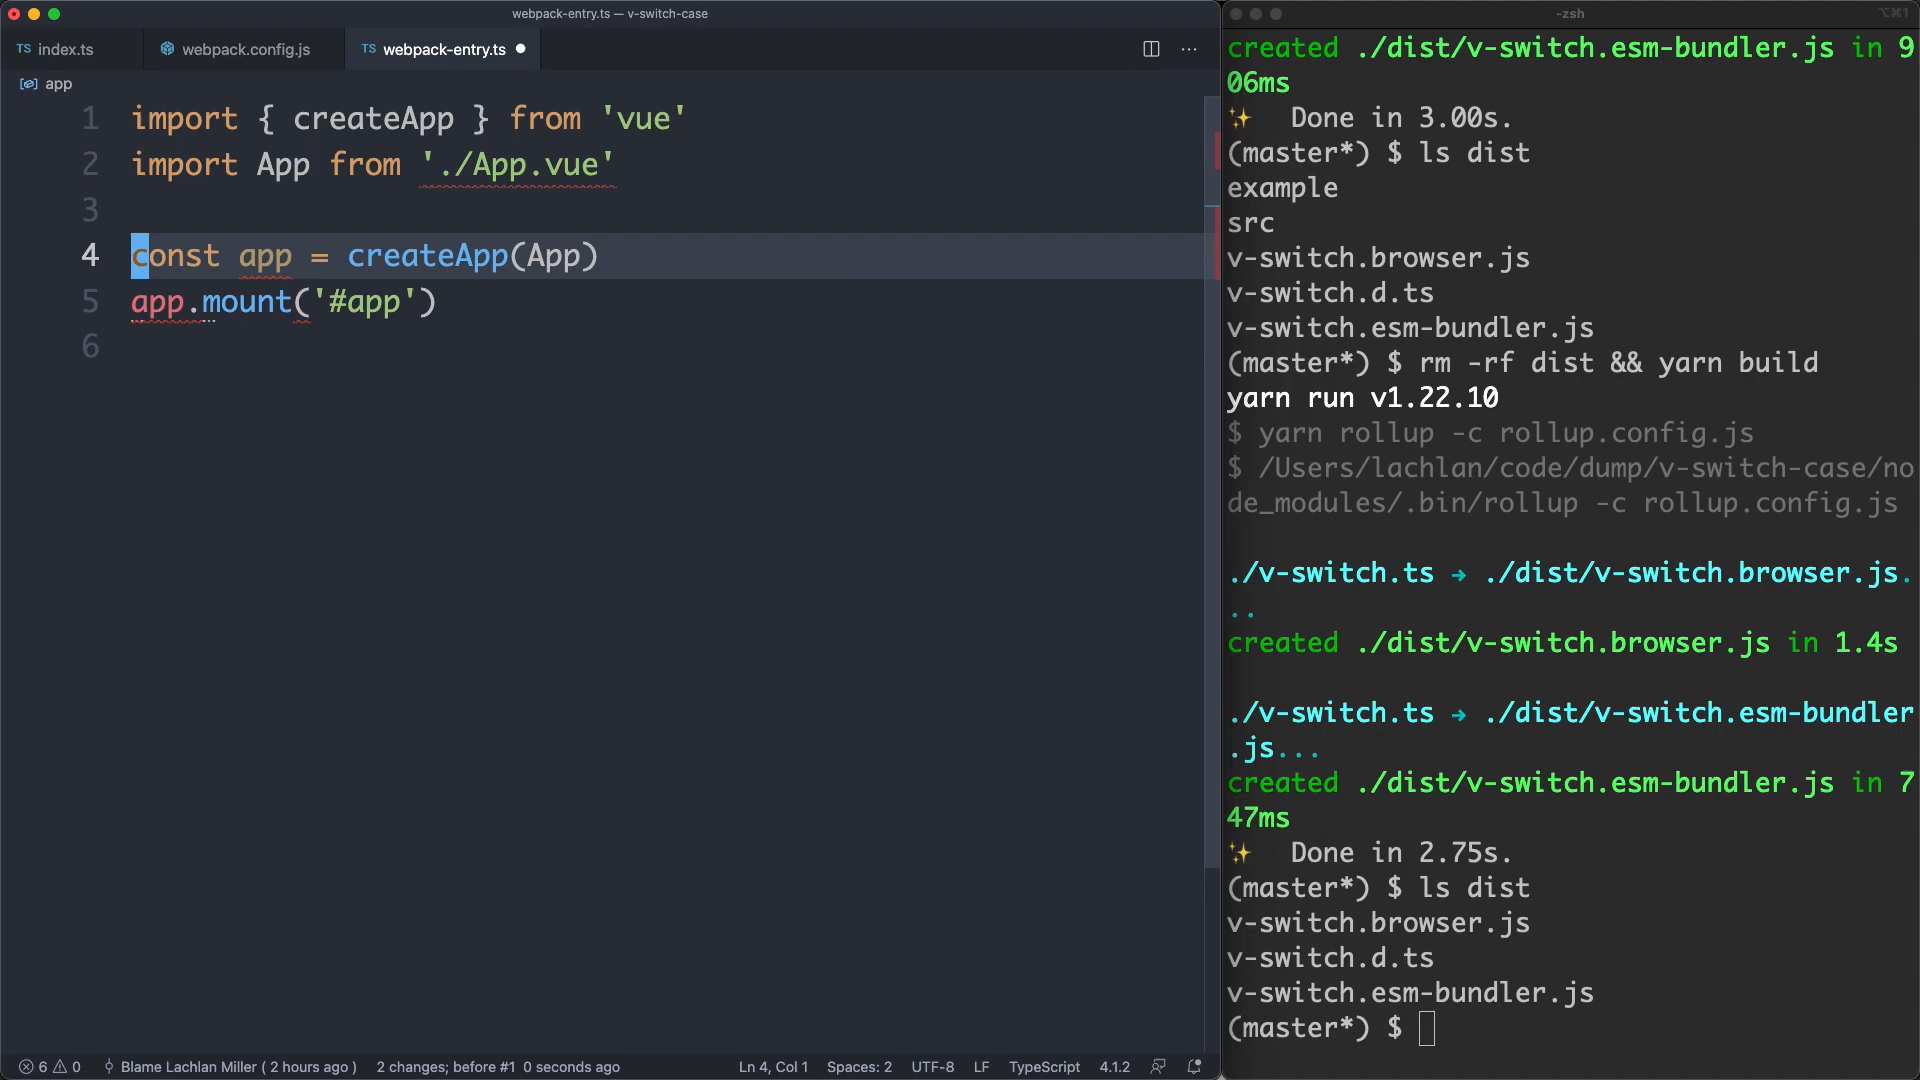 webpack-entry.ts — v-switch-case
TS index.ts
webpack.config.js
TS webpack-entry.ts
app
1 import { createApp } from 'vue'
2 import App from './App.vue'
3
4 const app = createApp(App)
5 app.mount('#app')
6
6 0 Blame Lachlan Miller ( 2 hours ago ) 2 changes; before #1 0 seconds ago Ln 4, Col 1 Spaces: 2 UTF-8 LF TypeScript 4.1.2
-zsh ⌥⌘1
created ./dist/v-switch.esm-bundler.js in 9
06ms
✨ Done in 3.00s.
(master*) $ ls dist
example
src
v-switch.browser.js
v-switch.d.ts
v-switch.esm-bundler.js
(master*) $ rm -rf dist && yarn build
yarn run v1.22.10
$ yarn rollup -c rollup.config.js
$ /Users/lachlan/code/dump/v-switch-case/no
de_modules/.bin/rollup -c rollup.config.js
./v-switch.ts → ./dist/v-switch.browser.js.
..
created ./dist/v-switch.browser.js in 1.4s
./v-switch.ts → ./dist/v-switch.esm-bundler
.js...
created ./dist/v-switch.esm-bundler.js in 7
47ms
✨ Done in 2.75s.
(master*) $ ls dist
v-switch.browser.js
v-switch.d.ts
v-switch.esm-bundler.js
(master*) $